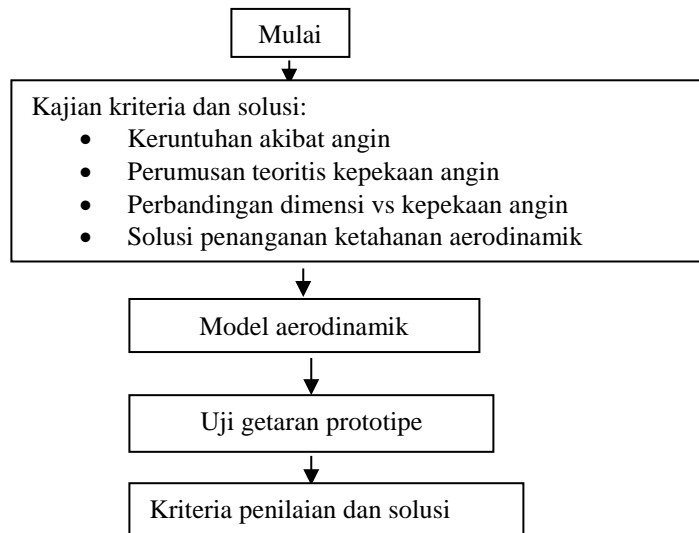 Mulai
Kajian kriteria dan solusi:
• Keruntuhan akibat angin
• Perumusan teoritis kepekaan angin
• Perbandingan dimensi vs kepekaan angin
• Solusi penanganan ketahanan aerodinamik
Model aerodinamik
Uji getaran prototipe
Kriteria penilaian dan solusi